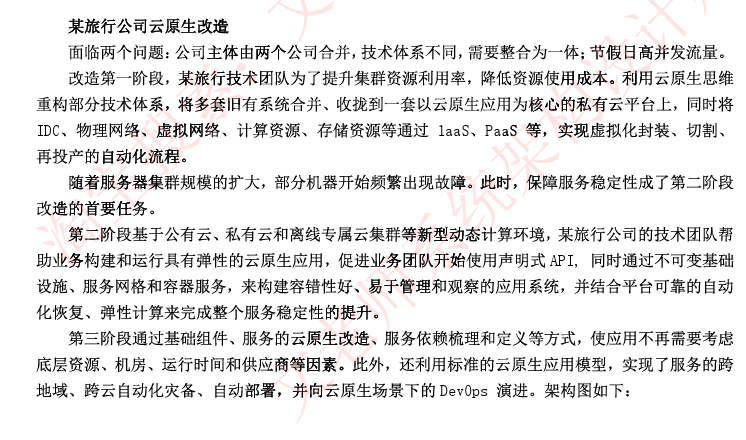 某旅行公司云原生改造
面临两个问题：公司主体由两个公司合并，技术体系不同，需要整合为一体；节假日高并发流量。
改造第一阶段，某旅行技术团队为了提升集群资源利用率，降低资源使用成本。利用云原生思维
重构部分技术体系，将多套旧有系统合并、收拢到一套以云原生应用为核心的私有云平台上，同时将
IDC、物理网络、虚拟网络、计算资源、存储资源等通过 laaS、PaaS 等，实现虚拟化封装、切割、
再投产的自动化流程。
随着服务器集群规模的扩大，部分机器开始频繁出现故障。此时，保障服务稳定性成了第二阶段
改造的首要任务。
第二阶段基于公有云、私有云和离线专属云集群等新型动态计算环境，某旅行公司的技术团队帮
助业务构建和运行具有弹性的云原生应用，促进业务团队开始使用声明式 API，同时通过不可变基础
设施、服务网格和容器服务，来构建容错性好、易于管理和观察的应用系统，并结合平台可靠的自动
化恢复、弹性计算来完成整个服务稳定性的提升。
第三阶段通过基础组件、服务的云原生改造、服务依赖梳理和定义等方式，使应用不再需要考虑
底层资源、机房、运行时间和供应商等因素。此外，还利用标准的云原生应用模型，实现了服务的跨
地域、跨云自动化灾备、自动部署，并向云原生场景下的 DevOps 演进。架构图如下：